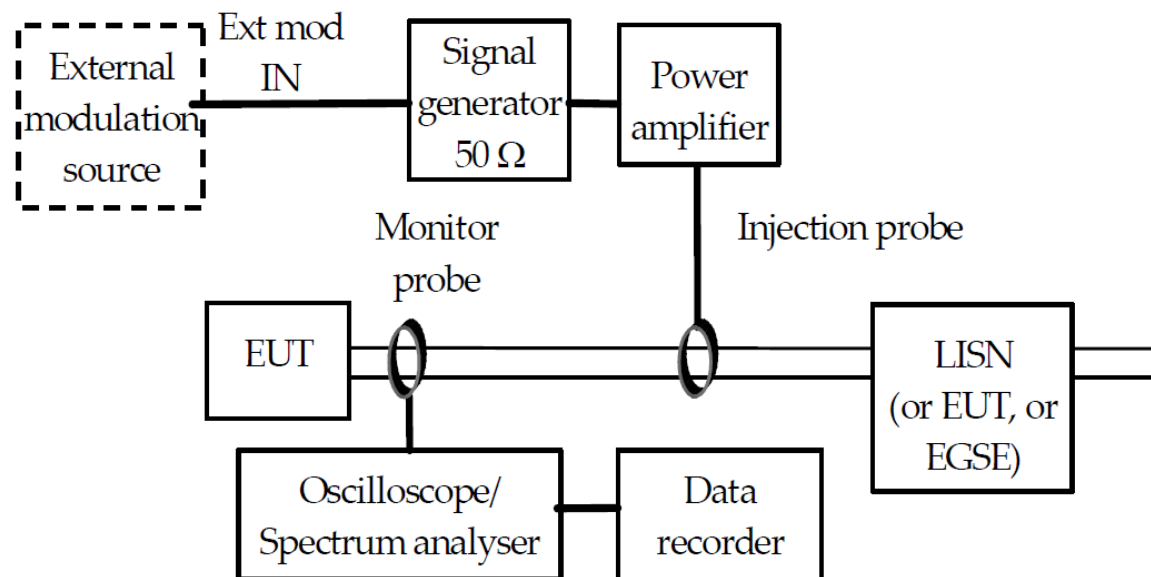 External
modulation
source
Ext mod
IN
Signal
generator
50 Ω
Power
amplifier
Monitor
probe
Injection probe
EUT
LISN
(or EUT, or
EGSE)
Oscilloscope/
Spectrum analyser
Data
recorder